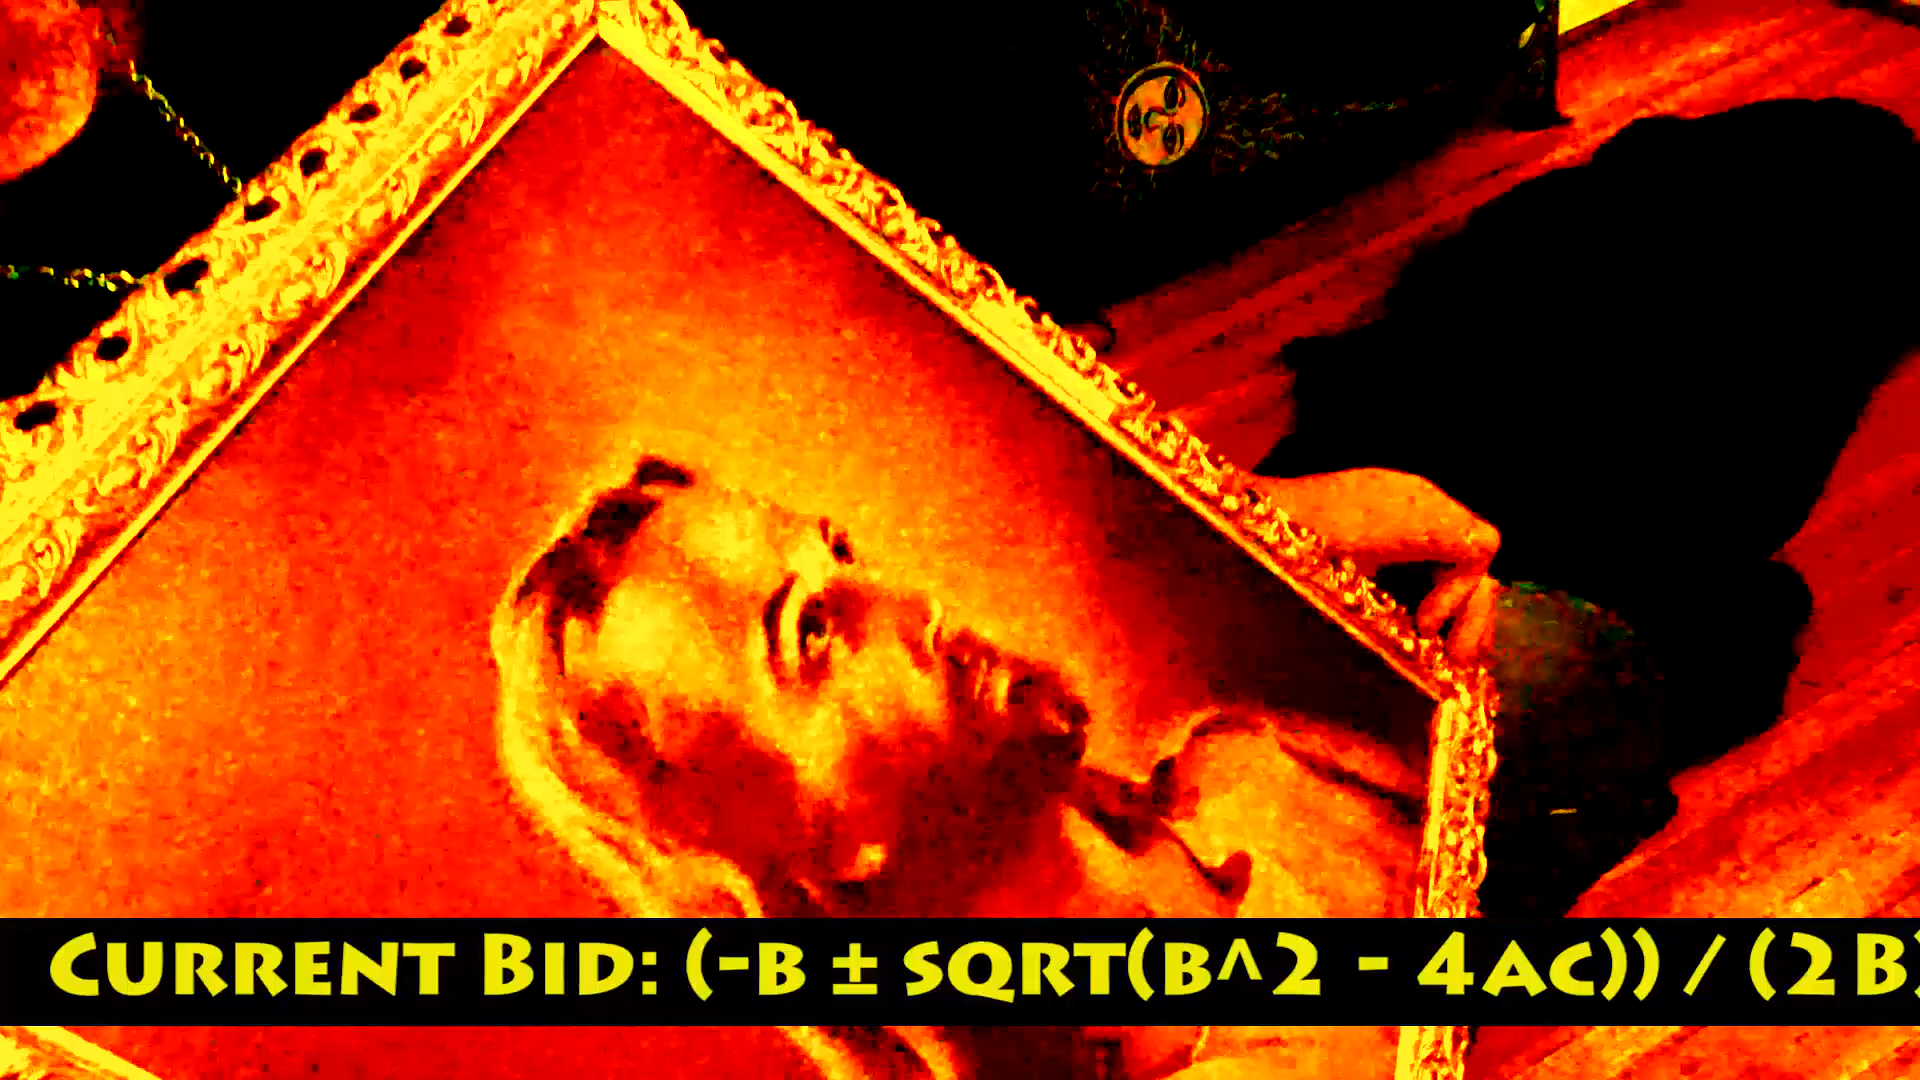 Current Bid: (-b ± sqrt(b^2 - 4ac)) / (2 B)